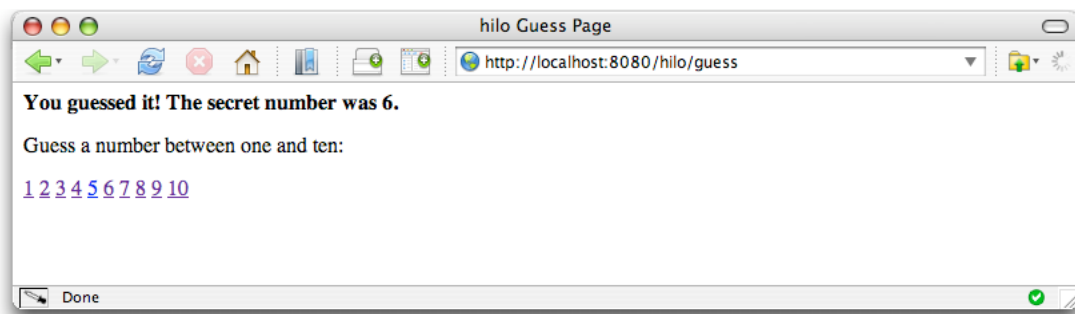 hilo Guess Page
http://localhost:8080/hilo/guess
You guessed it! The secret number was 6.
Guess a number between one and ten:
1 2 3 4 5 6 7 8 9 10
Done